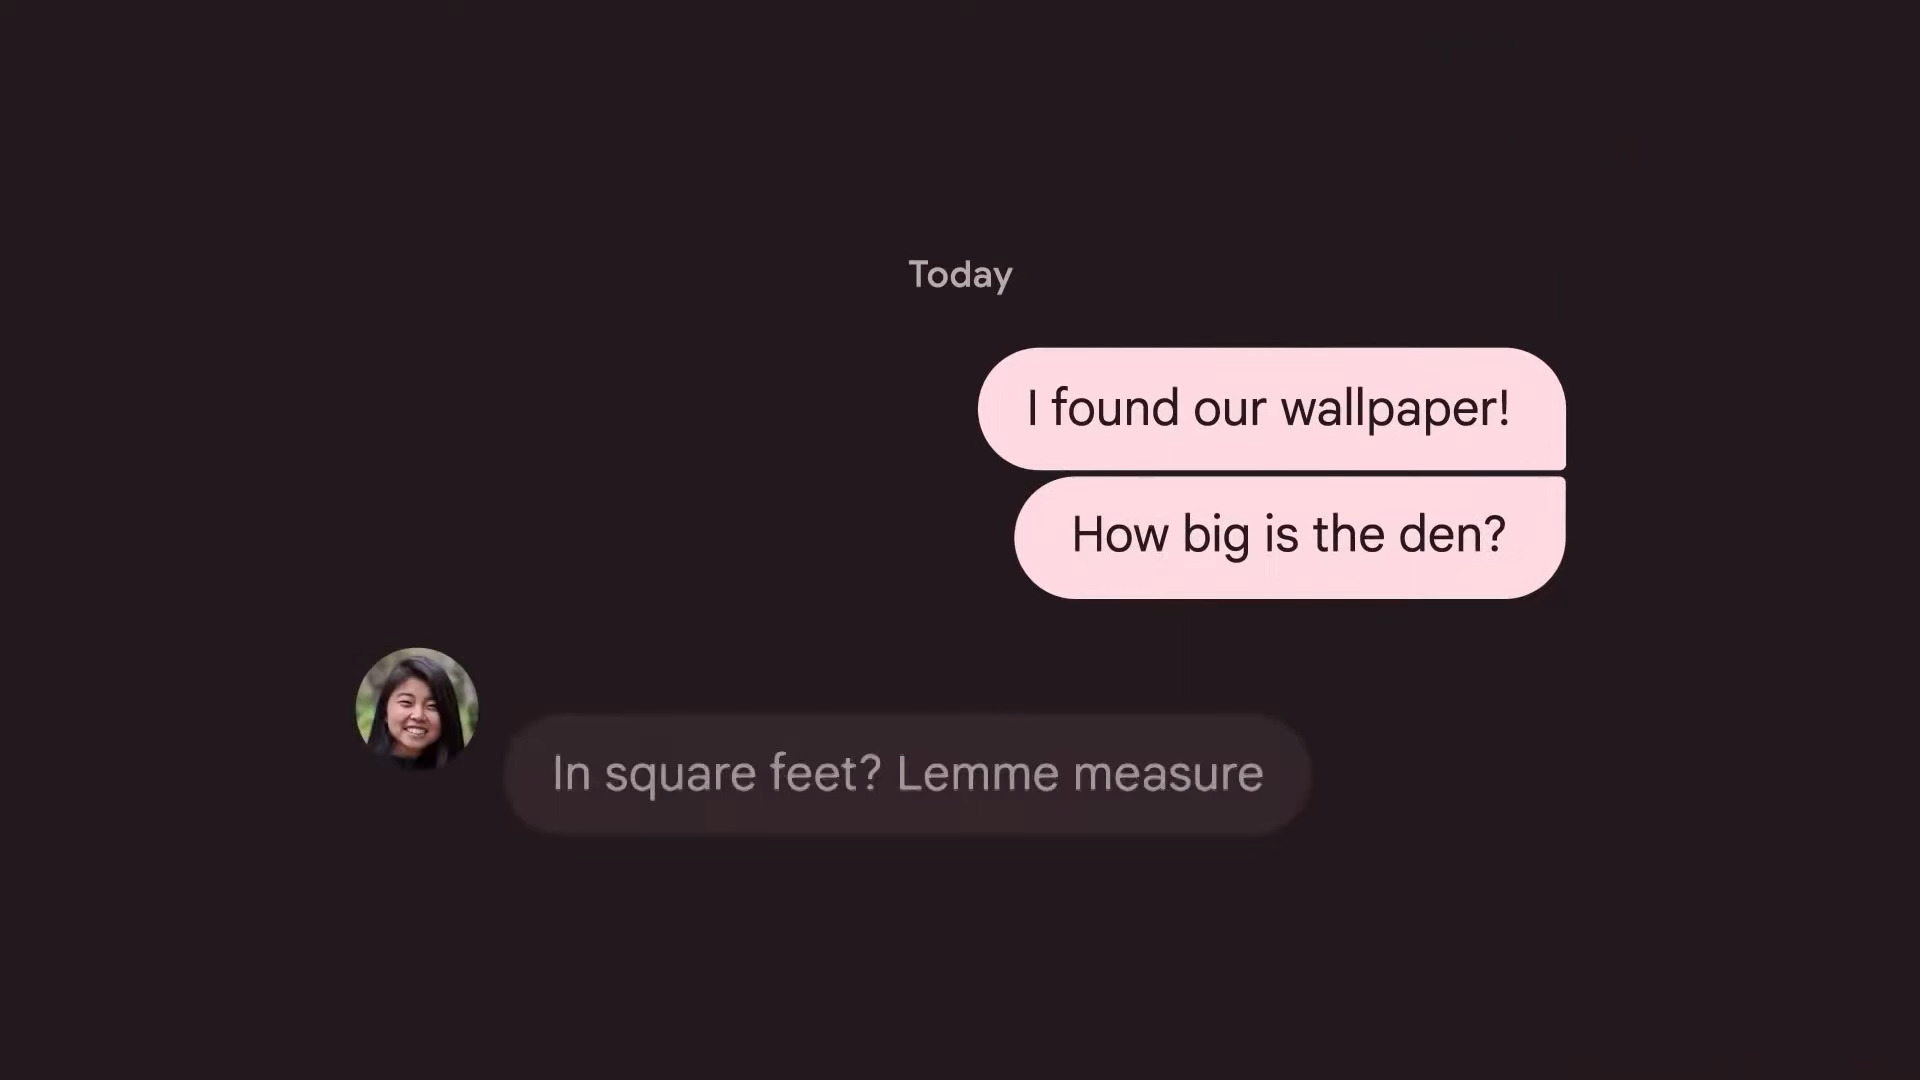 Today
I found our wallpaper!
How big is the den?
In square feet? Lemme measure